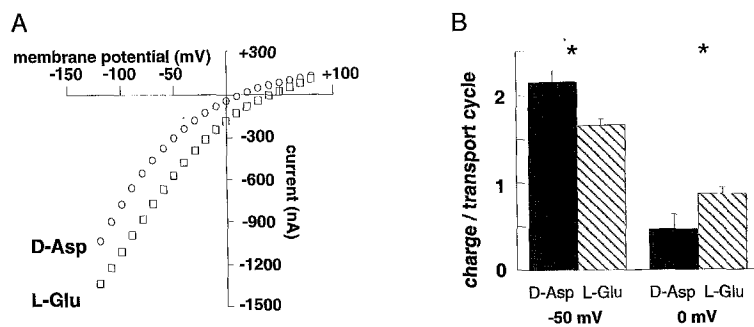 A
membrane potential (mV)
+300
-150 -100 -50 +100
-300
-600
-900
-1200
-1500
current (nA)
D-Asp
L-Glu
B
charge / transport cycle
2
1
0
* *
D-Asp L-Glu D-Asp L-Glu
-50 mV 0 mV